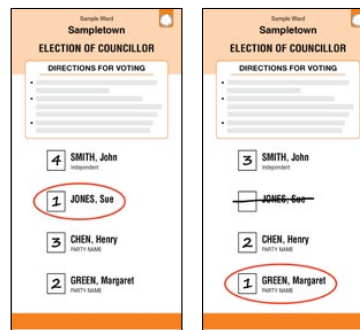 Sample Ward
Sampletown
ELECTION OF COUNCILLOR
DIRECTIONS FOR VOTING
4 SMITH, John
Independent
1 JONES, Sue
3 CHEN, Henry
PARTY NAME
2 GREEN, Margaret
PARTY NAME
Sample Ward
Sampletown
ELECTION OF COUNCILLOR
DIRECTIONS FOR VOTING
3 SMITH, John
Independent
JONES, Sue
2 CHEN, Henry
PARTY NAME
1 GREEN, Margaret
PARTY NAME